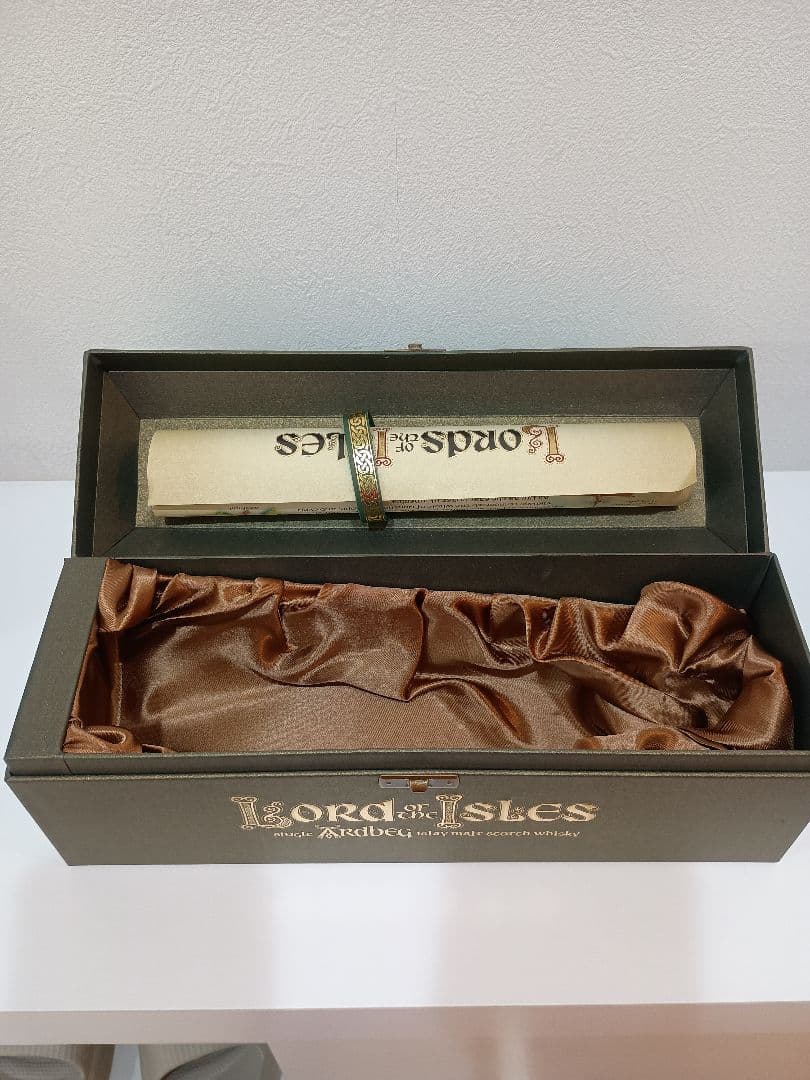 Lords of the Isles
Lord of the Isles
single Ardbeg islay malt scotch whisky